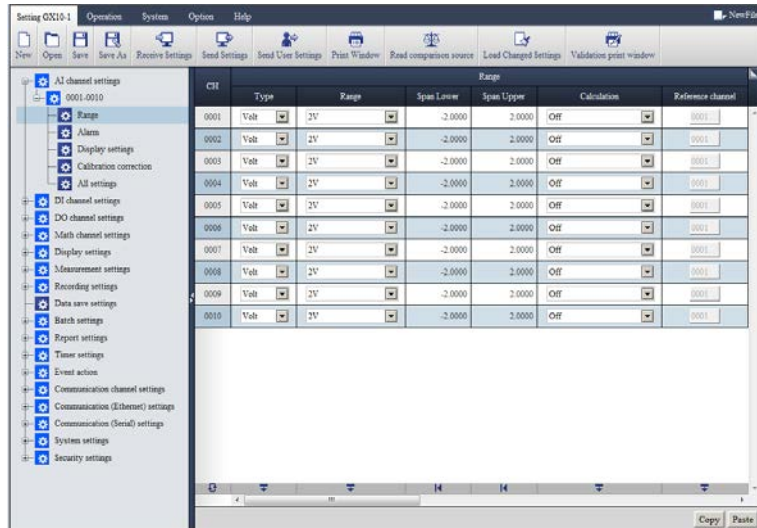 Setting GX10-1 Operation System Option Help NewFile
New Open Save Save As Receive Settings Send Settings Send User Settings Print Window Read comparison source Load Changed Settings Validation print window
AI channel settings
0001-0010
Range
Alarm
Display settings
Calibration correction
All settings
DI channel settings
DO channel settings
Math channel settings
Display settings
Measurement settings
Recording settings
Data save settings
Batch settings
Report settings
Timer settings
Event action
Communication channel settings
Communication (Ethernet) settings
Communication (Serial) settings
System settings
Security settings
CH Range
Type Range Span Lower Span Upper Calculation Reference channel
0001 Volt 2V -2.0000 2.0000 Off 0001
0002 Volt 2V -2.0000 2.0000 Off 0001
0003 Volt 2V -2.0000 2.0000 Off 0001
0004 Volt 2V -2.0000 2.0000 Off 0001
0005 Volt 2V -2.0000 2.0000 Off 0001
0006 Volt 2V -2.0000 2.0000 Off 0001
0007 Volt 2V -2.0000 2.0000 Off 0001
0008 Volt 2V -2.0000 2.0000 Off 0001
0009 Volt 2V -2.0000 2.0000 Off 0001
0010 Volt 2V -2.0000 2.0000 Off 0001
Copy Paste